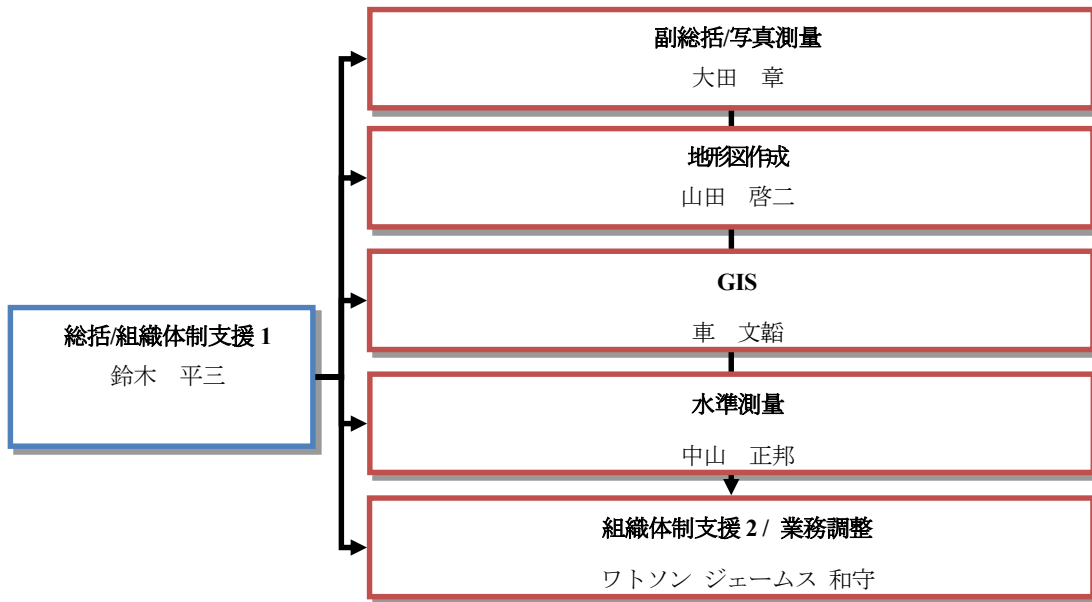 副総括/写真測量
大田　章
地形図作成
山田　啓二
GIS
車　文韜
総括/組織体制支援 1
鈴木　平三
水準測量
中山　正邦
組織体制支援 2 / 業務調整
ワトソン ジェームス 和守